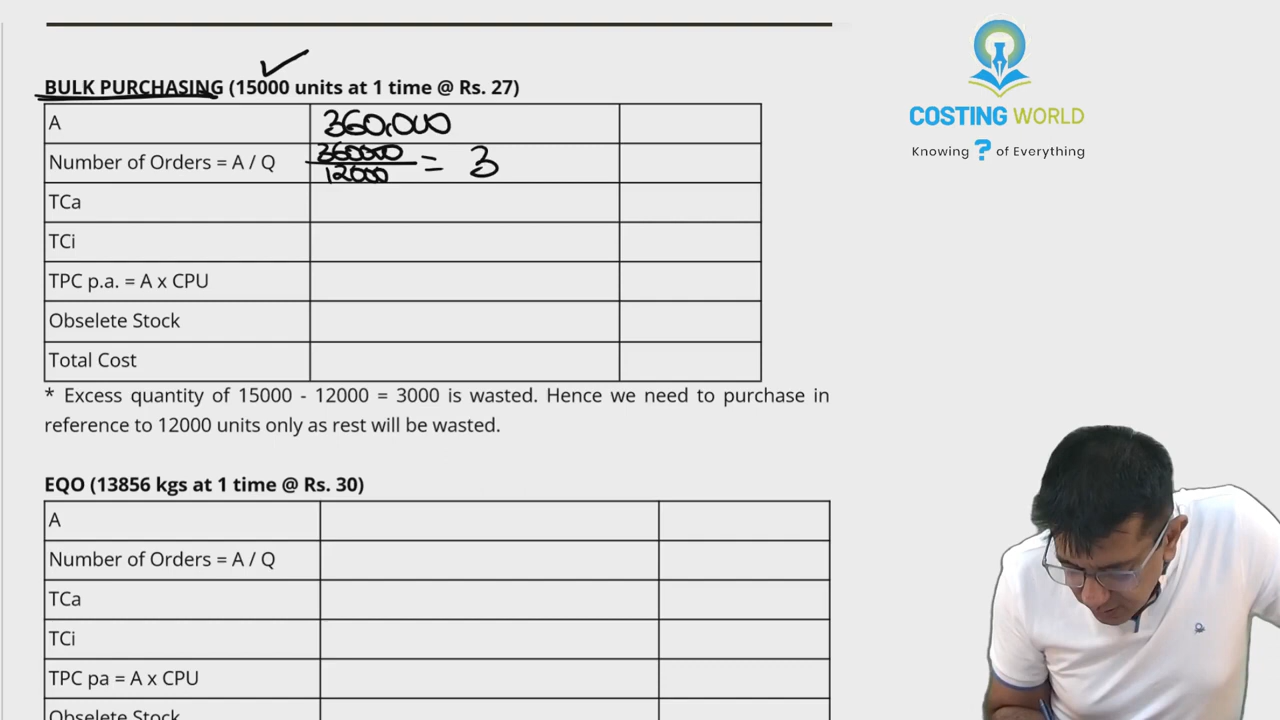 BULK PURCHASING (15000 units at 1 time @ Rs. 27)
A 360,000
Number of Orders = A / Q 360000 / 12000 = 3
TCa
TCi
TPC p.a. = A x CPU
Obselete Stock
Total Cost
* Excess quantity of 15000 - 12000 = 3000 is wasted. Hence we need to purchase in
reference to 12000 units only as rest will be wasted.
EQO (13856 kgs at 1 time @ Rs. 30)
A
Number of Orders = A / Q
TCa
TCi
TPC pa = A x CPU
Obselete Stock
COSTING WORLD
Knowing ? of Everything